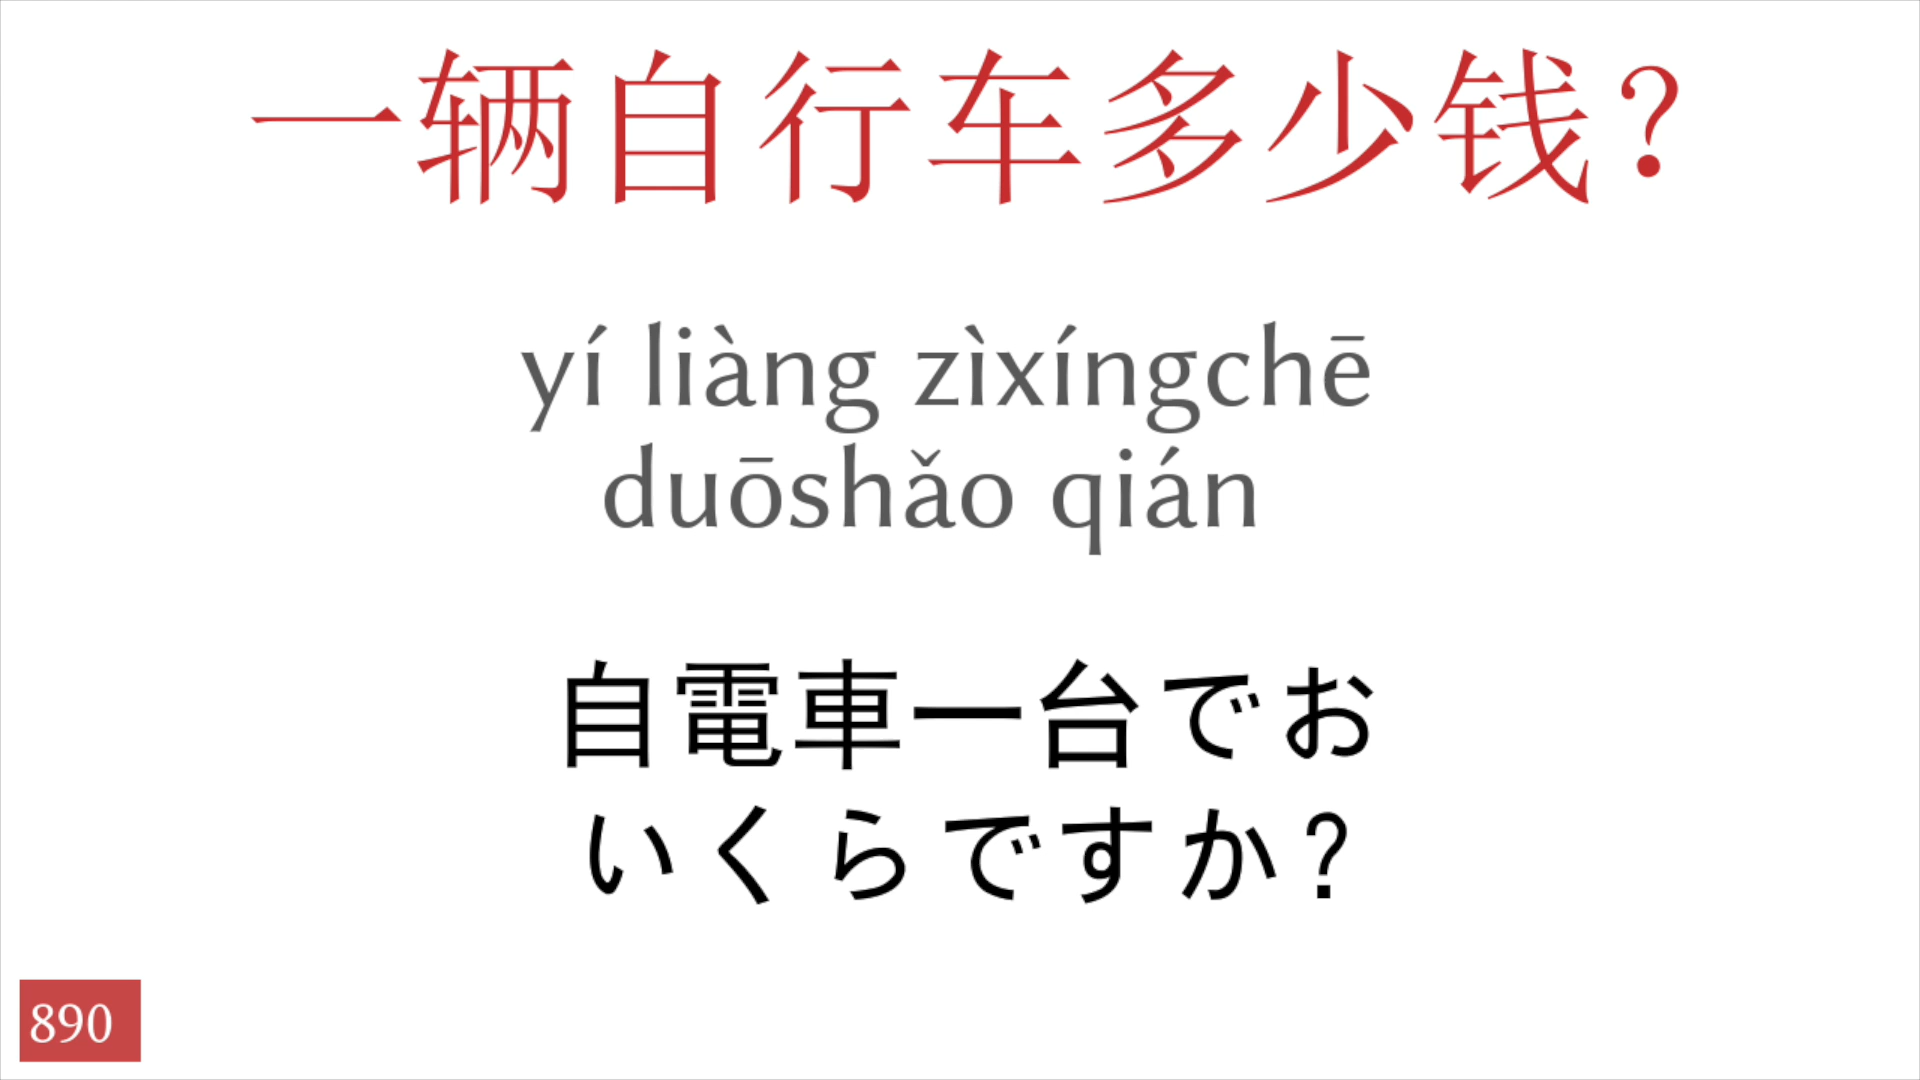 一辆自行车多少钱？
yí liàng zìxíngchē
duōshǎo qián
自電車一台でお
いくらですか？
890